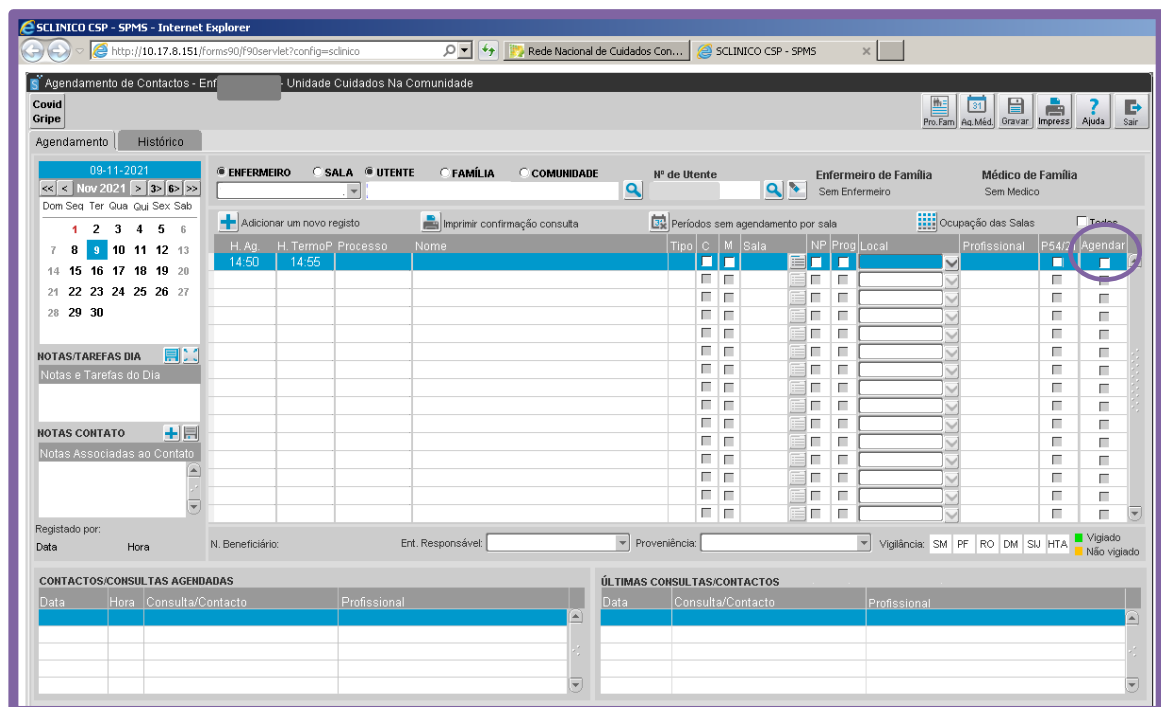 SCLINICO CSP - SPMS - Internet Explorer
http://10.17.8.151/forms90/f90servlet?config=sclinico
Rede Nacional de Cuidados Con...
SCLINICO CSP - SPMS
Agendamento de Contactos - Enf - Unidade Cuidados Na Comunidade
Covid
Gripe
Pro.Fam
Ag.Méd.
Gravar
Impress
Ajuda
Sair
Agendamento
Histórico
09-11-2021
<< < Nov 2021 > 3> 6> >>
Dom Seg Ter Qua Qui Sex Sab
1 2 3 4 5 6
7 8 9 10 11 12 13
14 15 16 17 18 19 20
21 22 23 24 25 26 27
28 29 30
ENFERMEIRO SALA UTENTE FAMÍLIA COMUNIDADE
Nº de Utente
Enfermeiro de Família
Sem Enfermeiro
Médico de Família
Sem Medico
Adicionar um novo registo
Imprimir confirmação consulta
Períodos sem agendamento por sala
Ocupação das Salas
Todos
H. Ag. H. TermoP Processo Nome Tipo C M Sala NP Prog Local Profissional P54/2 Agendar
14:50 14:55
NOTAS/TAREFAS DIA
Notas e Tarefas do Dia
NOTAS CONTATO
Notas Associadas ao Contato
Registado por:
Data Hora
N. Beneficiário:
Ent. Responsável:
Proveniência:
Vigilância: SM PF RO DM SIJ HTA
Vigiado
Não vigiado
CONTACTOS/CONSULTAS AGENDADAS
Data Hora Consulta/Contacto Profissional
ÚLTIMAS CONSULTAS/CONTACTOS
Data Consulta/Contacto Profissional